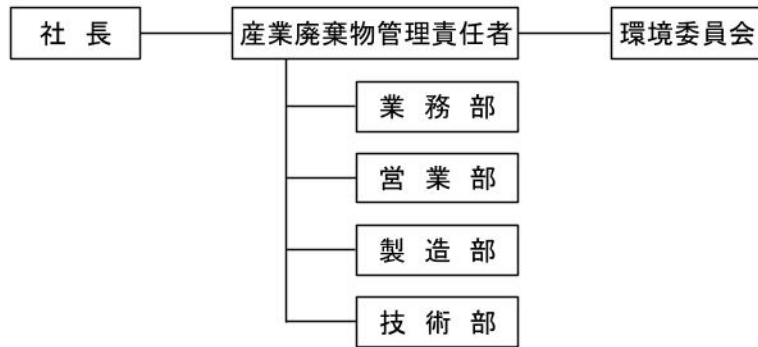 社長
産業廃棄物管理責任者
環境委員会
業務部
営業部
製造部
技術部